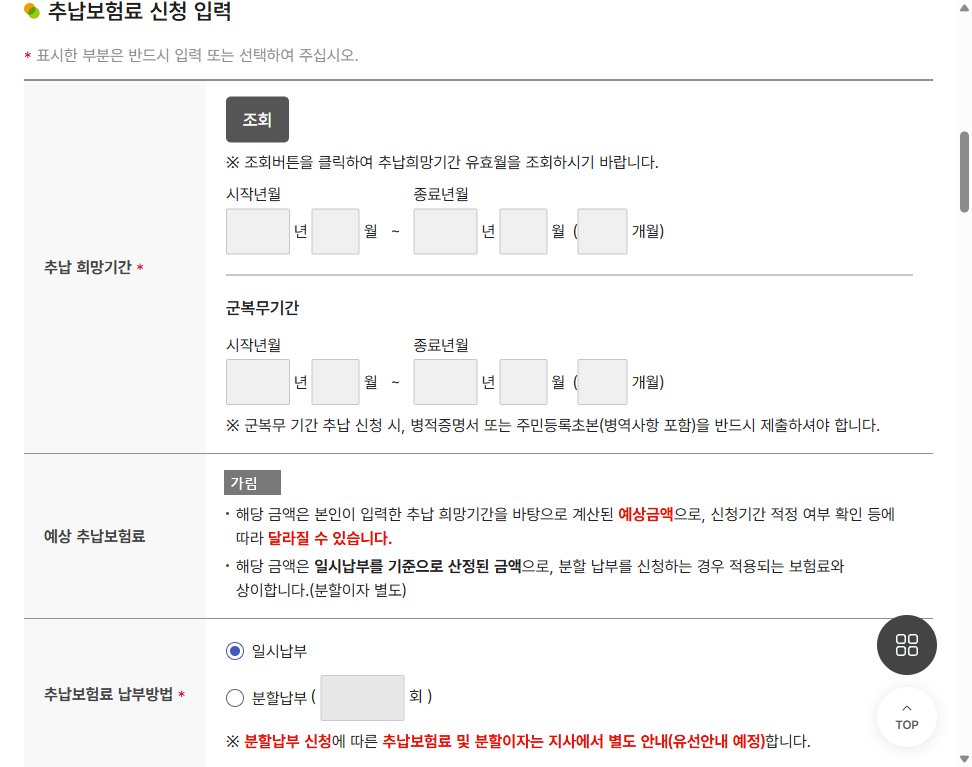 추납보험료 신청 입력
* 표시한 부분은 반드시 입력 또는 선택하여 주십시오.
추납 희망기간 *
조회
※ 조회버튼을 클릭하여 추납희망기간 유효월을 조회하시기 바랍니다.
시작년월 종료년월
년 월 ~ 년 월 ( 개월)
군복무기간
시작년월 종료년월
년 월 ~ 년 월 ( 개월)
※ 군복무 기간 추납 신청 시, 병적증명서 또는 주민등록초본(병역사항 포함)을 반드시 제출하셔야 합니다.
예상 추납보험료
가림
· 해당 금액은 본인이 입력한 추납 희망기간을 바탕으로 계산된 예상금액으로, 신청기간 적정 여부 확인 등에
따라 달라질 수 있습니다.
· 해당 금액은 일시납부를 기준으로 산정된 금액으로, 분할 납부를 신청하는 경우 적용되는 보험료와
상이합니다.(분할이자 별도)
추납보험료 납부방법 *
일시납부
분할납부 ( 회 )
※ 분할납부 신청에 따른 추납보험료 및 분할이자는 지사에서 별도 안내(유선안내 예정)합니다.
TOP